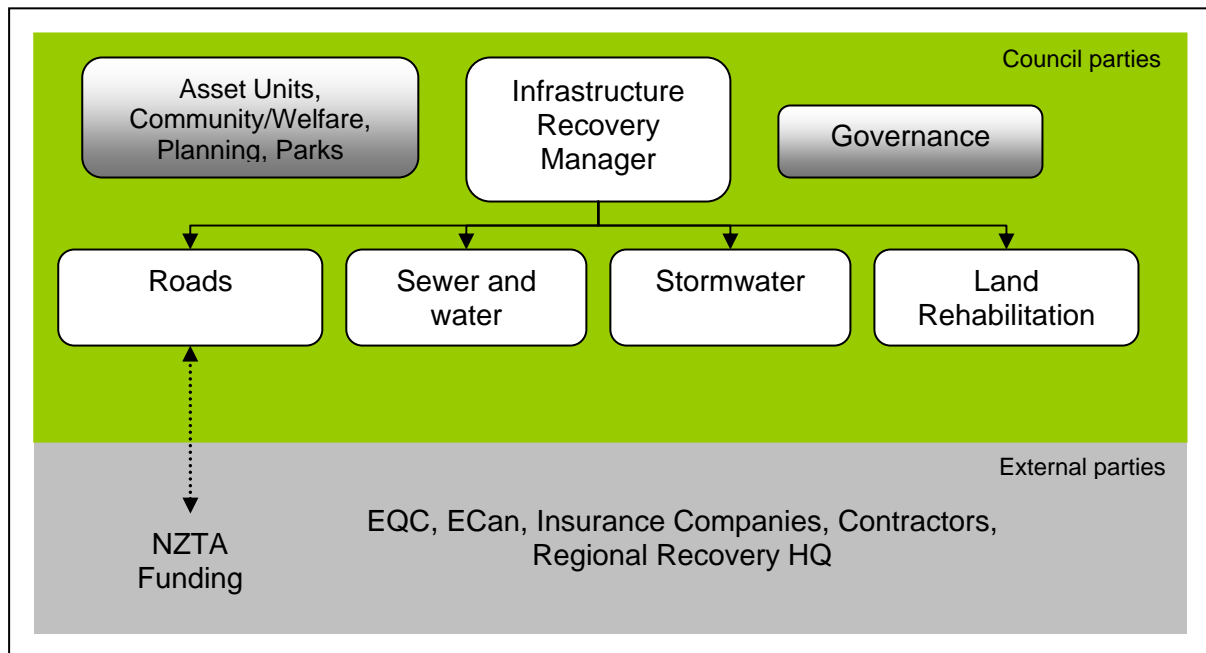 Council parties
Asset Units,
Community/Welfare,
Planning, Parks
Infrastructure
Recovery
Manager
Governance
Roads
Sewer and
water
Stormwater
Land
Rehabilitation
External parties
NZTA
Funding
EQC, ECan, Insurance Companies, Contractors,
Regional Recovery HQ